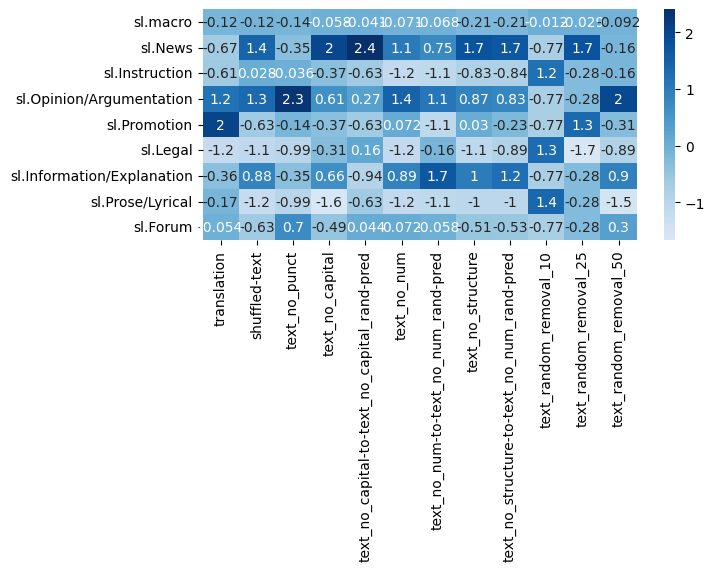 sl.macro -0.12 -0.12 -0.14 -0.058 -0.041 -0.071 -0.068 -0.21 -0.21 -0.012 -0.029 -0.092
sl.News -0.67 1.4 -0.35 2 2.4 1.1 0.75 1.7 1.7 -0.77 1.7 -0.16
sl.Instruction -0.61 0.028 -0.036 -0.37 -0.63 -1.2 -1.1 -0.83 -0.84 1.2 -0.28 -0.16
sl.Opinion/Argumentation 1.2 1.3 2.3 0.61 0.27 1.4 1.1 0.87 0.83 -0.77 -0.28 2
sl.Promotion 2 -0.63 -0.14 -0.37 -0.63 0.072 -1.1 0.03 -0.23 -0.77 1.3 -0.31
sl.Legal -1.2 -1.2 -0.99 -0.31 0.16 -1.2 -0.16 -1.1 -0.89 1.3 -1.7 -0.89
sl.Information/Explanation -0.36 0.88 -0.35 0.66 -0.94 0.89 1.7 1 1.2 -0.77 -0.28 0.9
sl.Prose/Lyrical -0.17 -1.2 -0.99 -1.6 -0.63 -1.2 -1.1 -1 -1 1.4 -0.28 -1.5
sl.Forum -0.054 -0.63 0.7 -0.49 0.044 0.072 -0.058 -0.51 -0.53 -0.77 -0.28 0.3
translation
shuffled-text
text_no_punct
text_no_capital
text_no_capital-to-text_no_capital_rand-pred
text_no_num
text_no_num-to-text_no_num_rand-pred
text_no_structure
text_no_structure-to-text_no_num_rand-pred
text_random_removal_10
text_random_removal_25
text_random_removal_50
2
1
0
-1